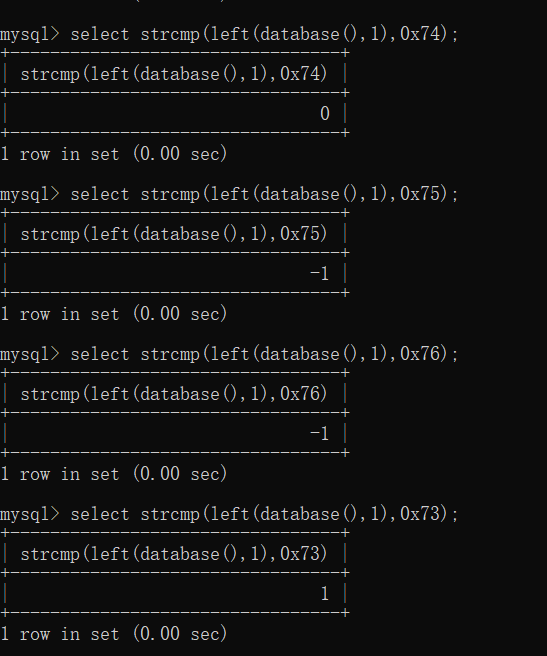 mysql> select strcmp(left(database(),1),0x74);
+---------------------------------+
| strcmp(left(database(),1),0x74) |
+---------------------------------+
|                               0 |
+---------------------------------+
1 row in set (0.00 sec)
mysql> select strcmp(left(database(),1),0x75);
+---------------------------------+
| strcmp(left(database(),1),0x75) |
+---------------------------------+
|                              -1 |
+---------------------------------+
1 row in set (0.00 sec)
mysql> select strcmp(left(database(),1),0x76);
+---------------------------------+
| strcmp(left(database(),1),0x76) |
+---------------------------------+
|                              -1 |
+---------------------------------+
1 row in set (0.00 sec)
mysql> select strcmp(left(database(),1),0x73);
+---------------------------------+
| strcmp(left(database(),1),0x73) |
+---------------------------------+
|                               1 |
+---------------------------------+
1 row in set (0.00 sec)